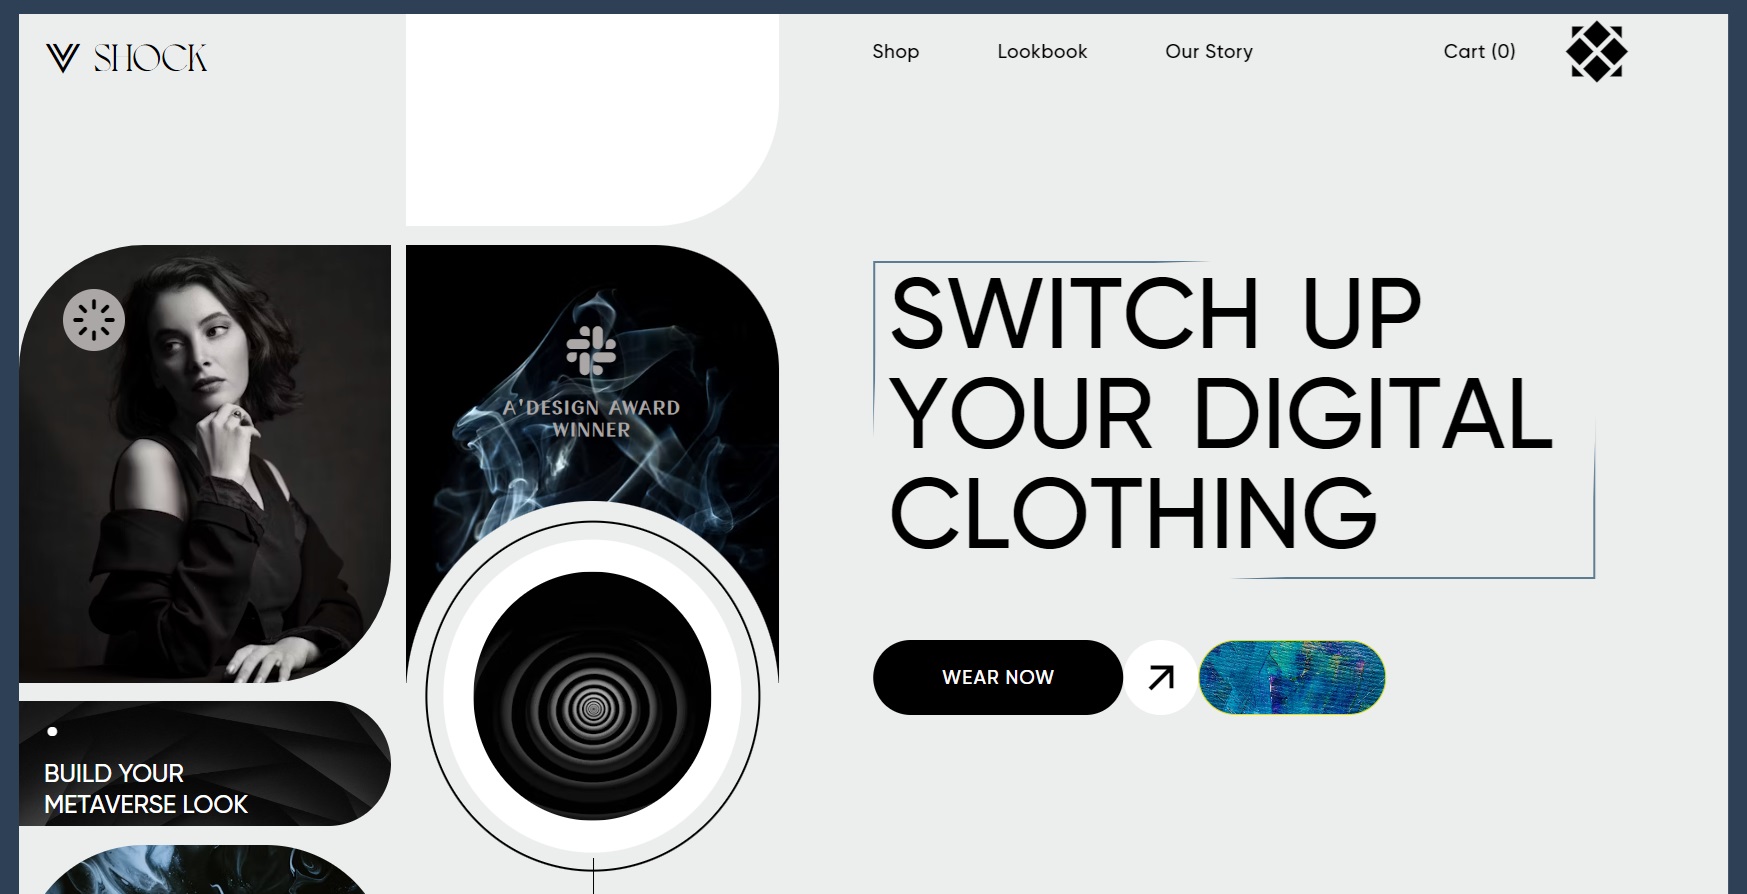 SHOCK
Shop
Lookbook
Our Story
Cart (0)
A'DESIGN AWARD
WINNER
SWITCH UP
YOUR DIGITAL
CLOTHING
WEAR NOW
BUILD YOUR
METAVERSE LOOK